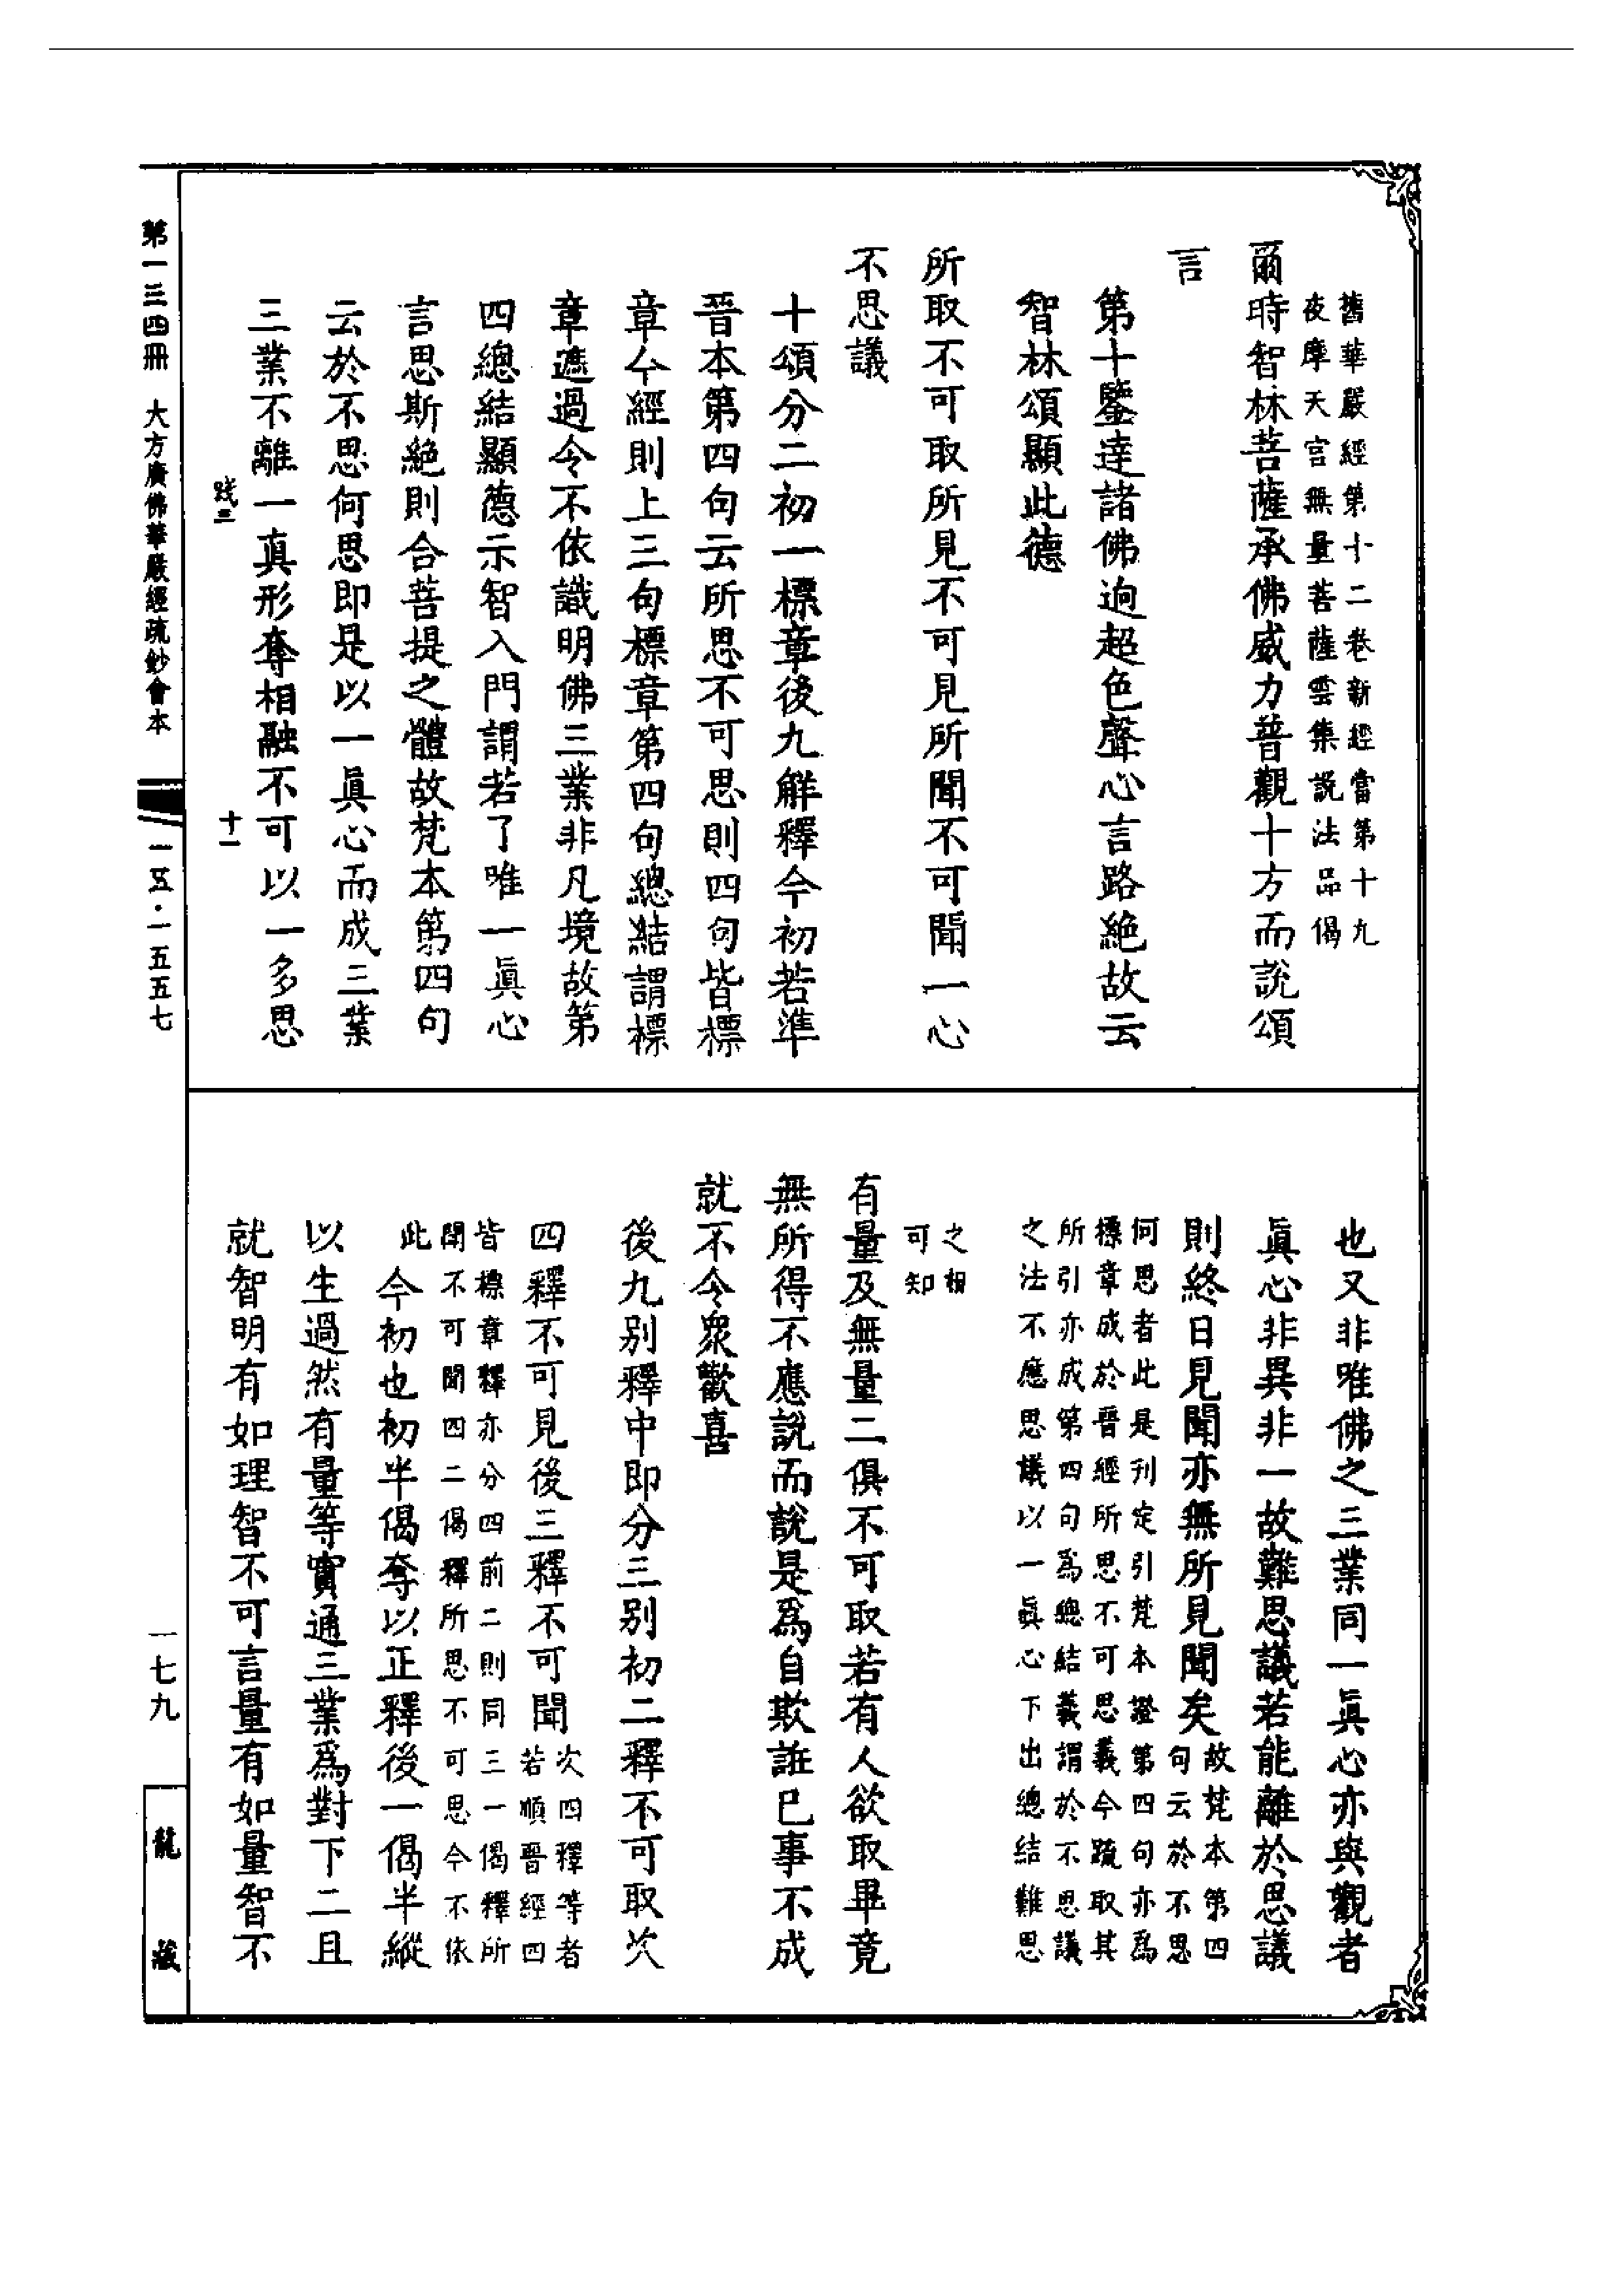 舊華嚴經第十二卷新經當第十九
夜摩天宮無量菩薩雲集說法品偈
爾時智林菩薩承佛威力普觀十方而說頌
言
第十鑒達諸佛逈超色聲心言路絶故云
智林頌顯此德
所取不可取所見不可見所聞不可聞一心
不思議
十頌分二初一標章後九解釋今初若準
晉本第四句云所思不可思則四句皆標
章今經則上三句標章第四句總結謂標
章遮過令不依識明佛三業非凡境故第
四總結顯德示智入門謂若了唯一眞心
言思斯絶則合菩提之體故梵本第四句
云於不思何思即是以一眞心而成三業
三業不離一真形奪相融不可以一多思
踐三
十一
也又非唯佛之三業同一眞心亦與觀者
眞心非異非一故難思議若能離於思議
則終日見聞亦無所見聞矣故梵本第四
句云於不思
何思者此是刊定引梵本證第四句亦爲
標章成於晉經所思不可思義今疏取其
所引亦成第四句爲總結義謂於不思議
之法不應思議以一眞心下出總結難思
之相
可知
有量及無量二俱不可取若有人欲取畢竟
無所得不應說而說是爲自欺誑已事不成
就不令衆歡喜
後九別釋中即分三別初二釋不可取次
四釋不可見後三釋不可聞次四釋等者
若順晉經四
皆標章釋亦分四前二則同三一偈釋所
聞不可聞四二偈釋所思不可思今不依
此
今初也初半偈奪以正釋後一偈半縱
以生過然有量等實通三業爲對下二且
就智明有如理智不可言量有如量智不
第一三四冊 大方廣佛華嚴經疏鈔會本
一五·一五五七
一七九
龍藏